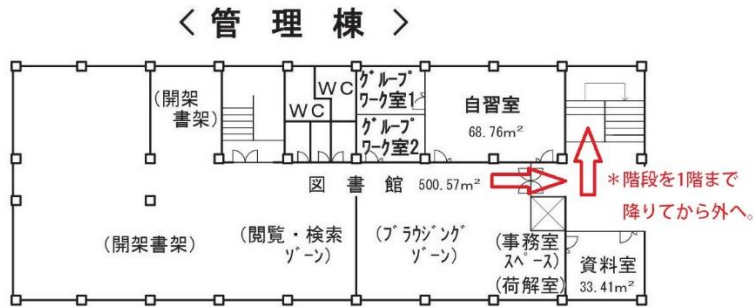 ＜管理棟＞
(開架
書架)
WC
WC
ｸﾞﾙｰﾌﾟ
ﾜｰｸ室1
ｸﾞﾙｰﾌﾟ
ﾜｰｸ室2
自習室
68.76m²
図書館 500.57m²
＊階段を1階まで
降りてから外へ。
(開架書架)
(閲覧・検索
ｿﾞｰﾝ)
(ﾌﾞﾗｳｼﾞﾝｸﾞ
ｿﾞｰﾝ)
(事務室
ｽﾍﾟｰｽ)
(荷解室)
資料室
33.41m²